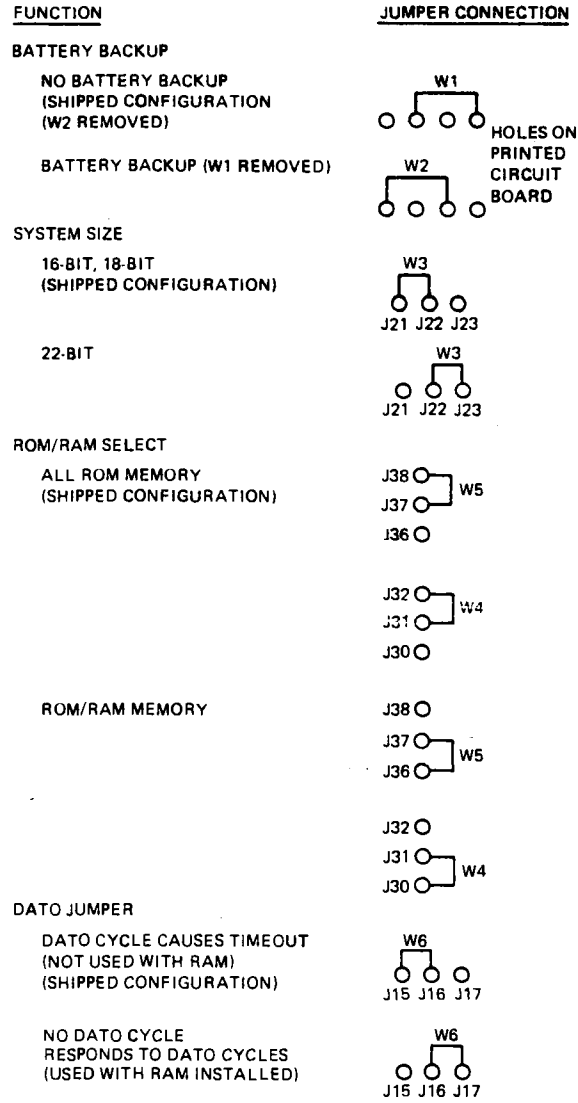 FUNCTION JUMPER CONNECTION
BATTERY BACKUP
NO BATTERY BACKUP
(SHIPPED CONFIGURATION
(W2 REMOVED)
W1
HOLES ON
PRINTED
CIRCUIT
BOARD
BATTERY BACKUP (W1 REMOVED)
W2
SYSTEM SIZE
16-BIT, 18-BIT
(SHIPPED CONFIGURATION)
W3
J21 J22 J23
22-BIT
W3
J21 J22 J23
ROM/RAM SELECT
ALL ROM MEMORY
(SHIPPED CONFIGURATION)
J38
W5
J37
J36
J32
W4
J31
J30
ROM/RAM MEMORY
J38
J37
W5
J36
J32
J31
W4
J30
DATO JUMPER
DATO CYCLE CAUSES TIMEOUT
(NOT USED WITH RAM)
(SHIPPED CONFIGURATION)
W6
J15 J16 J17
NO DATO CYCLE
RESPONDS TO DATO CYCLES
(USED WITH RAM INSTALLED)
W6
J15 J16 J17